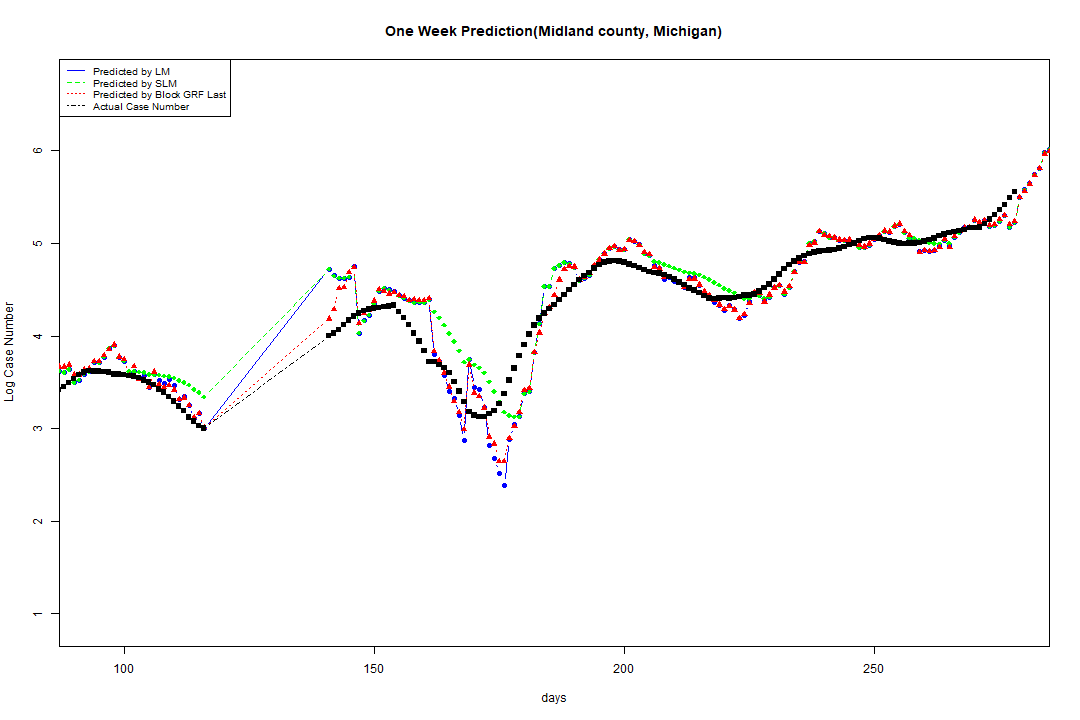 One Week Prediction(Midland county, Michigan)
Predicted by LM
Predicted by SLM
Predicted by Block GRF Last
Actual Case Number
Log Case Number
6
5
4
3
2
1
100
150
200
250
days